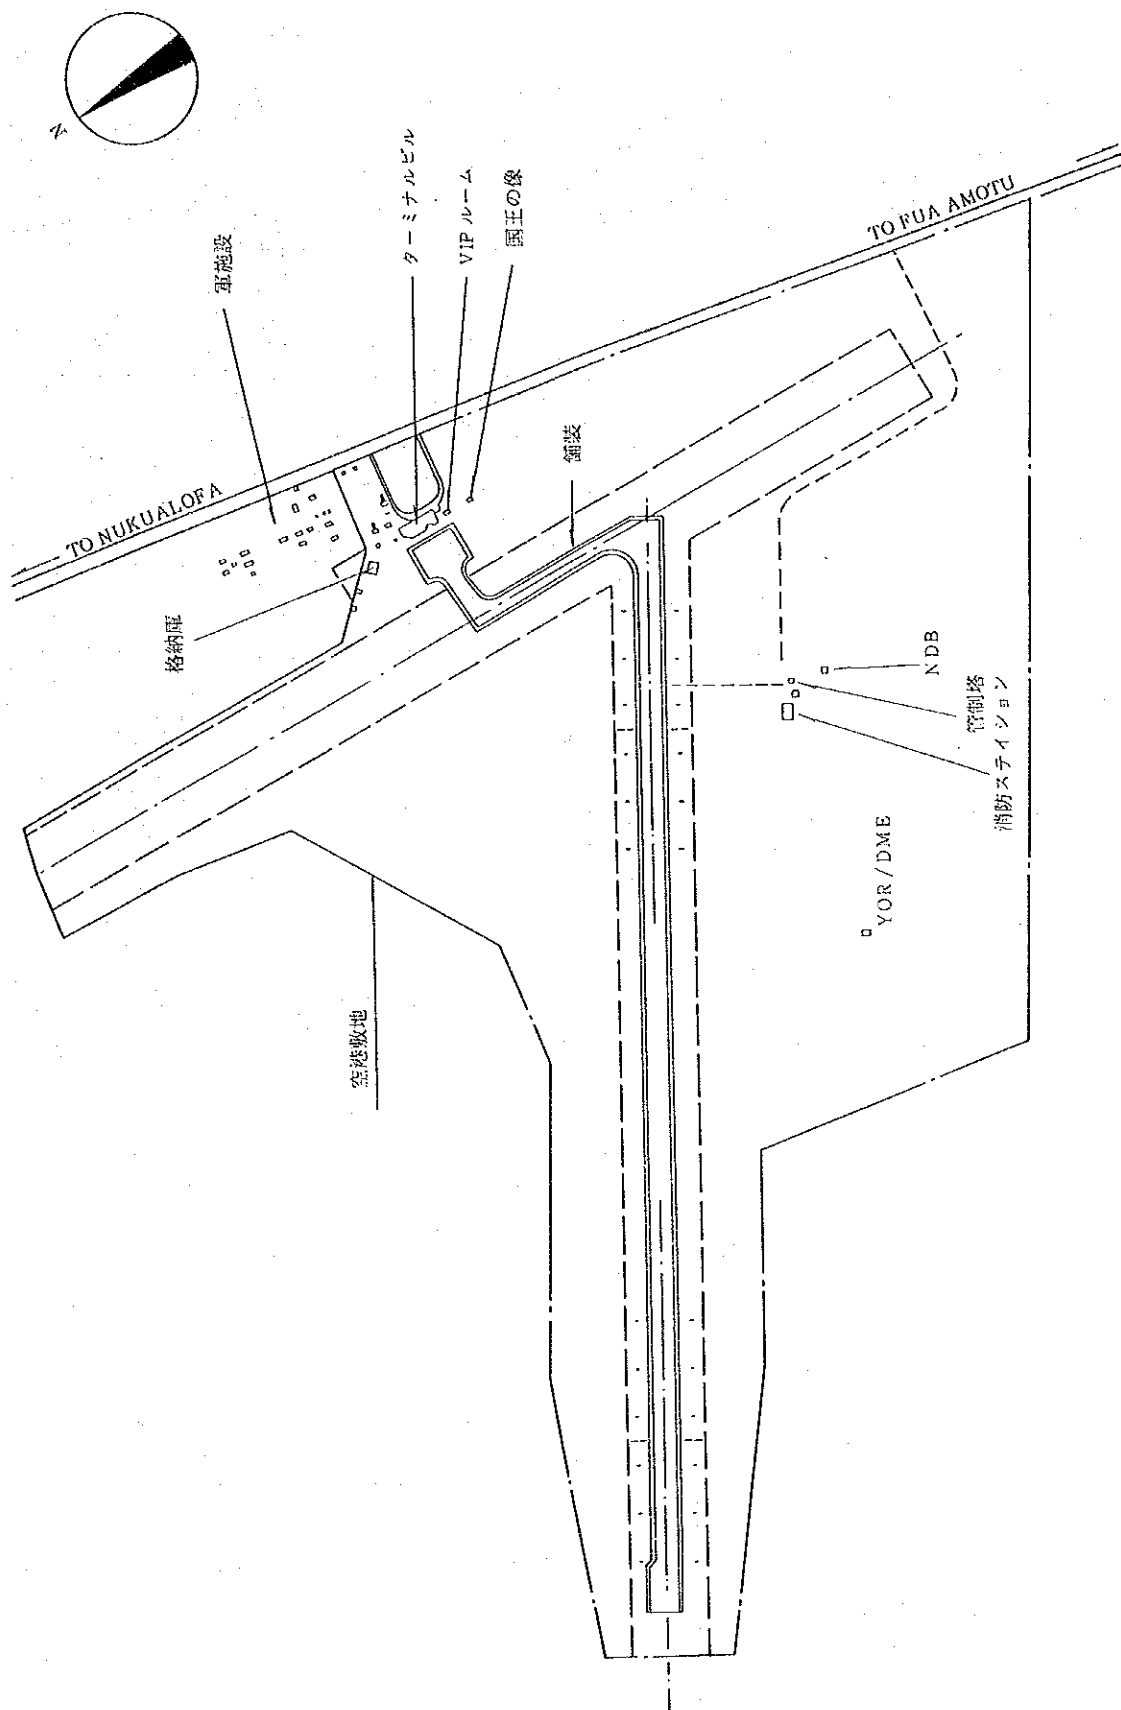 N
TO NUKUALOFA
軍施設
ターミナルビル
VIP ルーム
国王の像
TO FUA AMOTU
格納庫
舗装
空港敷地
NDB
管制塔
消防ステイション
YOR / DME